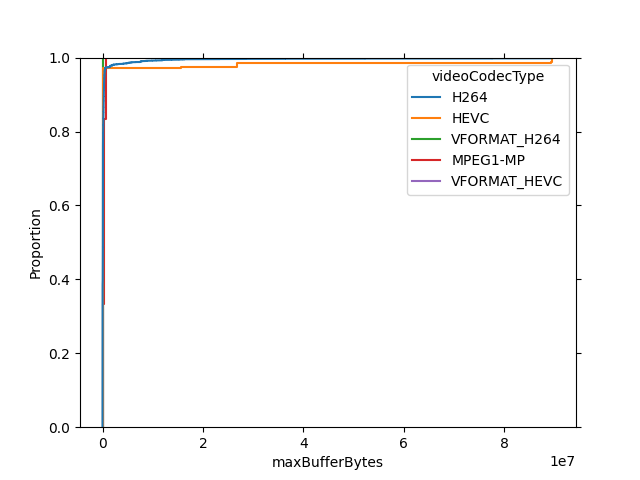 1.0
0.8
0.6
0.4
0.2
0.0
Proportion
videoCodecType
H264
HEVC
VFORMAT_H264
MPEG1-MP
VFORMAT_HEVC
0 2 4 6 8
1e7
maxBufferBytes